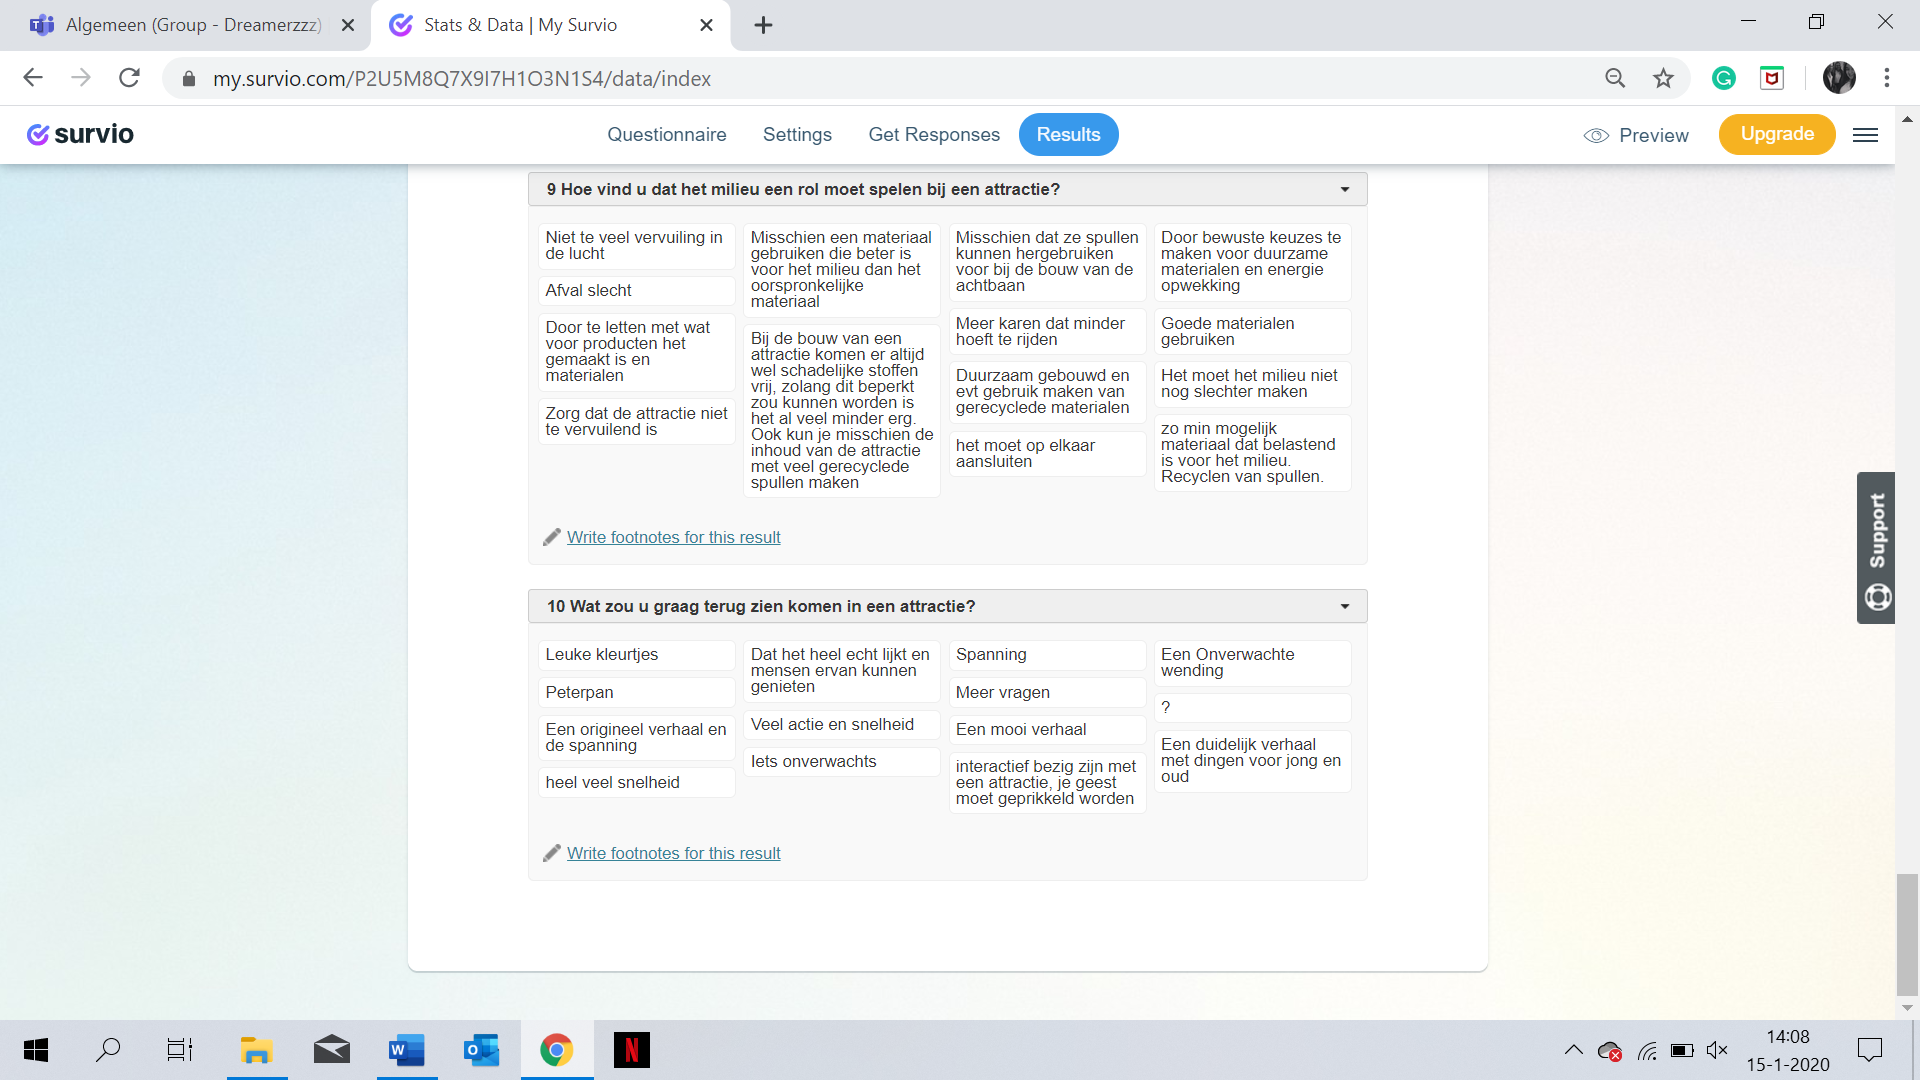 Algemeen (Group - Dreamerzzz)
Stats & Data | My Survio
my.survio.com/P2U5M8Q7X9I7H1O3N1S4/data/index
survio
Questionnaire
Settings
Get Responses
Results
Preview
Upgrade
9 Hoe vind u dat het milieu een rol moet spelen bij een attractie?
Niet te veel vervuiling in
de lucht
Afval slecht
Door te letten met wat
voor producten het
gemaakt is en
materialen
Zorg dat de attractie niet
te vervuilend is
Misschien een materiaal
gebruiken die beter is
voor het milieu dan het
oorspronkelijke
materiaal
Bij de bouw van een
attractie komen er altijd
wel schadelijke stoffen
vrij, zolang dit beperkt
zou kunnen worden is
het al veel minder erg.
Ook kun je misschien de
inhoud van de attractie
met veel gerecyclede
spullen maken
Misschien dat ze spullen
kunnen hergebruiken
voor bij de bouw van de
achtbaan
Meer karen dat minder
hoeft te rijden
Duurzaam gebouwd en
evt gebruik maken van
gerecyclede materialen
het moet op elkaar
aansluiten
Door bewuste keuzes te
maken voor duurzame
materialen en energie
opwekking
Goede materialen
gebruiken
Het moet het milieu niet
nog slechter maken
zo min mogelijk
materiaal dat belastend
is voor het milieu.
Recyclen van spullen.
Write footnotes for this result
10 Wat zou u graag terug zien komen in een attractie?
Leuke kleurtjes
Peterpan
Een origineel verhaal en
de spanning
heel veel snelheid
Dat het heel echt lijkt en
mensen ervan kunnen
genieten
Veel actie en snelheid
Iets onverwachts
Spanning
Meer vragen
Een mooi verhaal
interactief bezig zijn met
een attractie, je geest
moet geprikkeld worden
Een Onverwachte
wending
?
Een duidelijk verhaal
met dingen voor jong en
oud
Write footnotes for this result
Support
14:08
15-1-2020